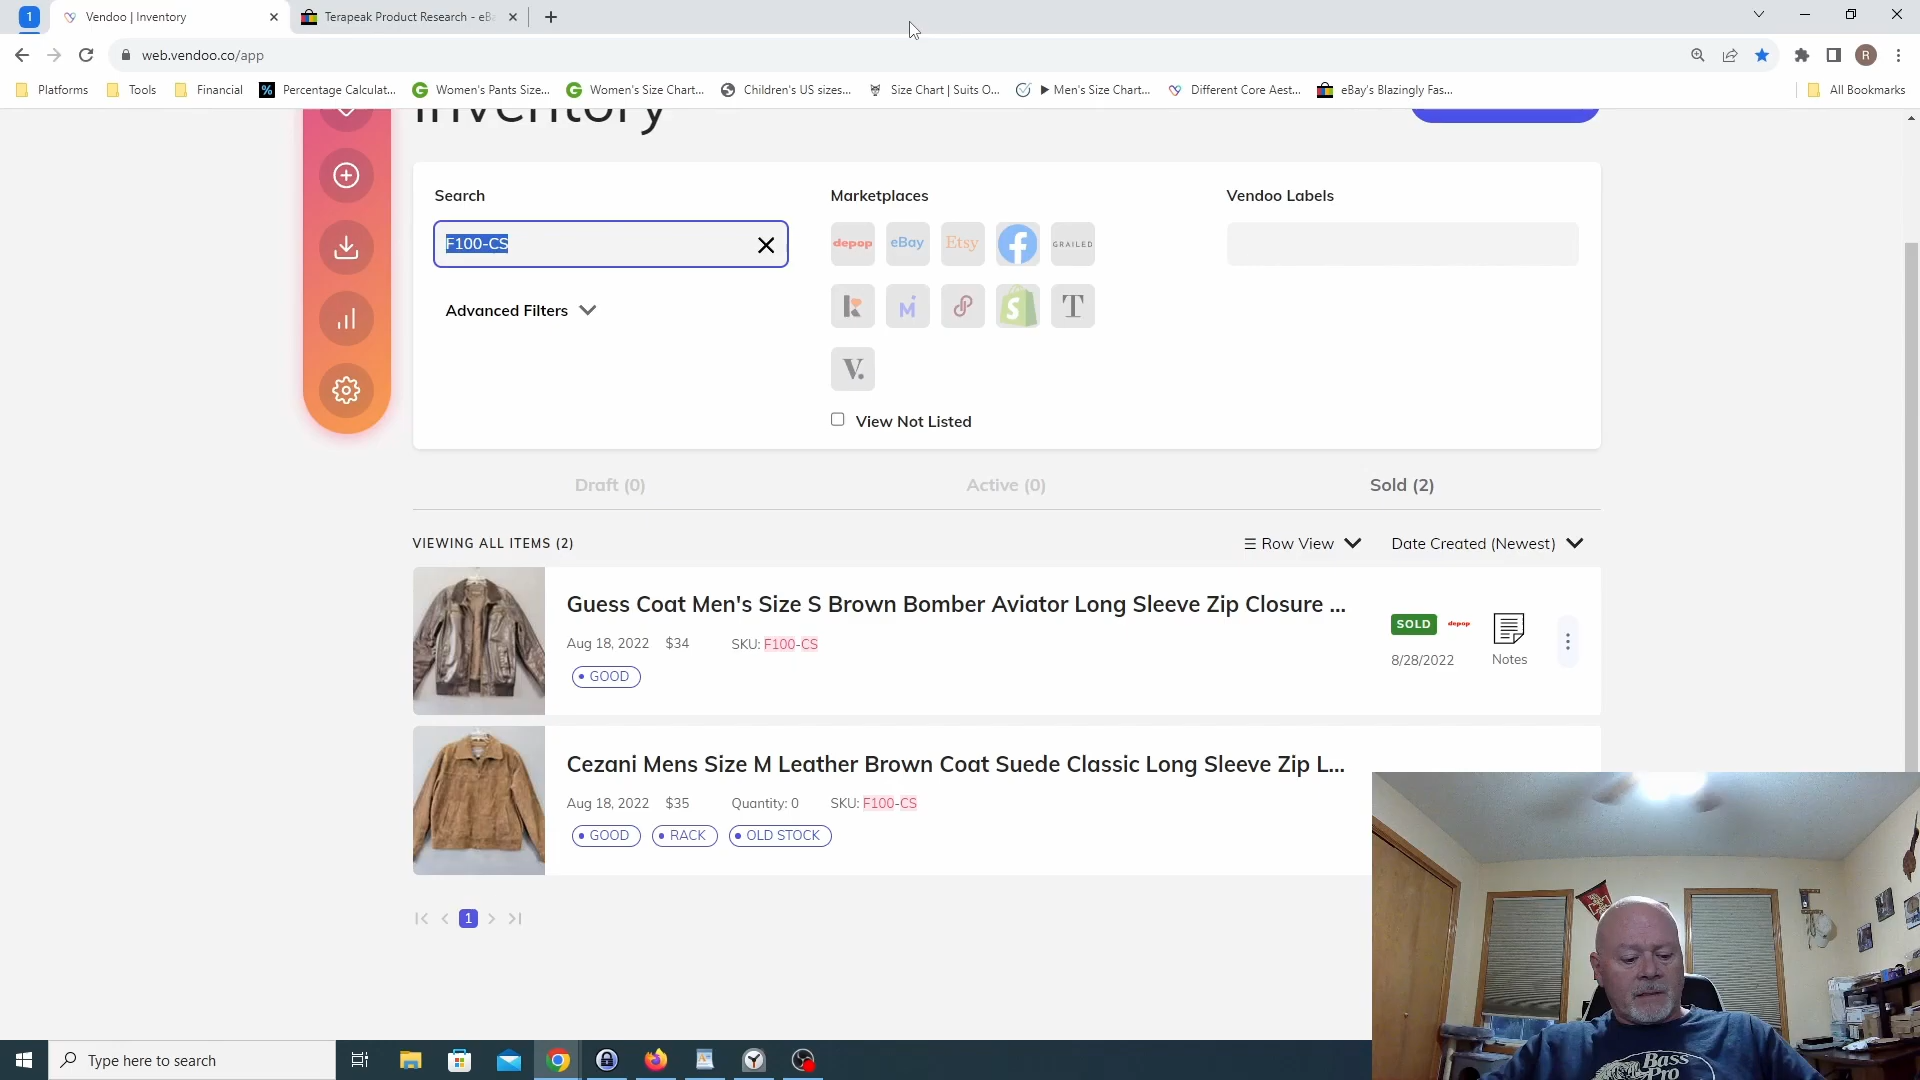 1
Vendoo | Inventory
Terapeak Product Research - eB
web.vendoo.co/app
R
Platforms
Tools
Financial
%
Percentage Calculat...
Women's Pants Size...
Women's Size Chart...
Children's US sizes...
Size Chart | Suits O...
▶ Men's Size Chart...
Different Core Aest...
eBay's Blazingly Fas...
All Bookmarks
Inventory
Search
Marketplaces
Vendoo Labels
F100-CS
depop
eBay
Etsy
GRAILED
Advanced Filters
View Not Listed
Draft (0)
Active (0)
Sold (2)
VIEWING ALL ITEMS (2)
Row View
Date Created (Newest)
Guess Coat Men's Size S Brown Bomber Aviator Long Sleeve Zip Closure ...
SOLD
depop
Aug 18, 2022
$34
SKU: F100-CS
8/28/2022
Notes
GOOD
Cezani Mens Size M Leather Brown Coat Suede Classic Long Sleeve Zip L...
Aug 18, 2022
$35
Quantity: 0
SKU: F100-CS
GOOD
RACK
OLD STOCK
1
Type here to search
Bass
Pro